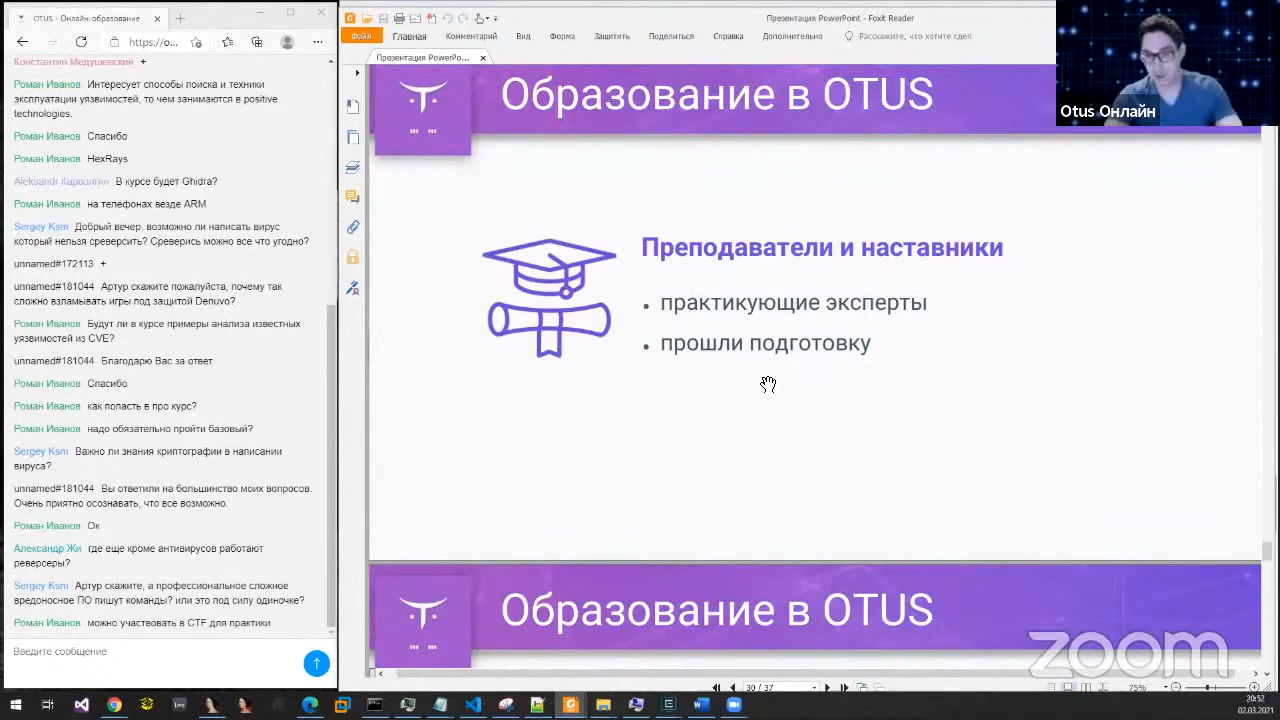 OTUS - Онлайн-образование
https://o...
Константин Медушевский +
Роман Иванов Интересует способы поиска и техники
эксплуатации уязвимостей, то чем занимаются в positive
technologies.
Роман Иванов Спасибо
Роман Иванов HexRays
Aleksandr Карволгин В курсе будет Ghidra?
Роман Иванов на телефонах везде ARM
Sergey Ksm Добрый вечер, возможно ли написать вирус
который нельзя среверсить? Среверись можно все что угодно?
unnamed#172113 +
unnamed#181044 Артур скажите пожалуйста, почему так
сложно взламывать игры под защитой Denuvo?
Роман Иванов Будут ли в курсе примеры анализа известных
уязвимостей из CVE?
unnamed#181044 Благодарю Вас за ответ
Роман Иванов Спасибо
Роман Иванов как попасть в про курс?
Роман Иванов надо обязательно пройти базовый?
Sergey Ksm Важно ли знания криптографии в написании
вируса?
unnamed#181044 Вы ответили на большинство моих вопросов.
Очень приятно осознавать, что все возможно.
Роман Иванов Ок
Александр Жи где еще кроме антивирусов работают
реверсеры?
Sergey Ksm Артур скажите, а профессиональное сложное
вредоносное ПО пишут команды? или это под силу одиночке?
Роман Иванов можно участвовать в CTF для практики
Введите сообщение
Презентация PowerPoint - Foxit Reader
Файл Главная Комментарий Вид Форма Защитить Поделиться Справка Дополнительно Расскажите, что хотите сдел
Презентация PowerPo...
Образование в OTUS
Otus Онлайн
Преподаватели и наставники
• практикующие эксперты
• прошли подготовку
Образование в OTUS
zoom
30 / 37
75%
20:52
02.03.2021